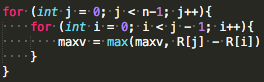 for (int j = 0; j < n-1; j++){
for (int i = 0; i < j - 1; i++){
maxv = max(maxv, R[j] - R[i])
}
}